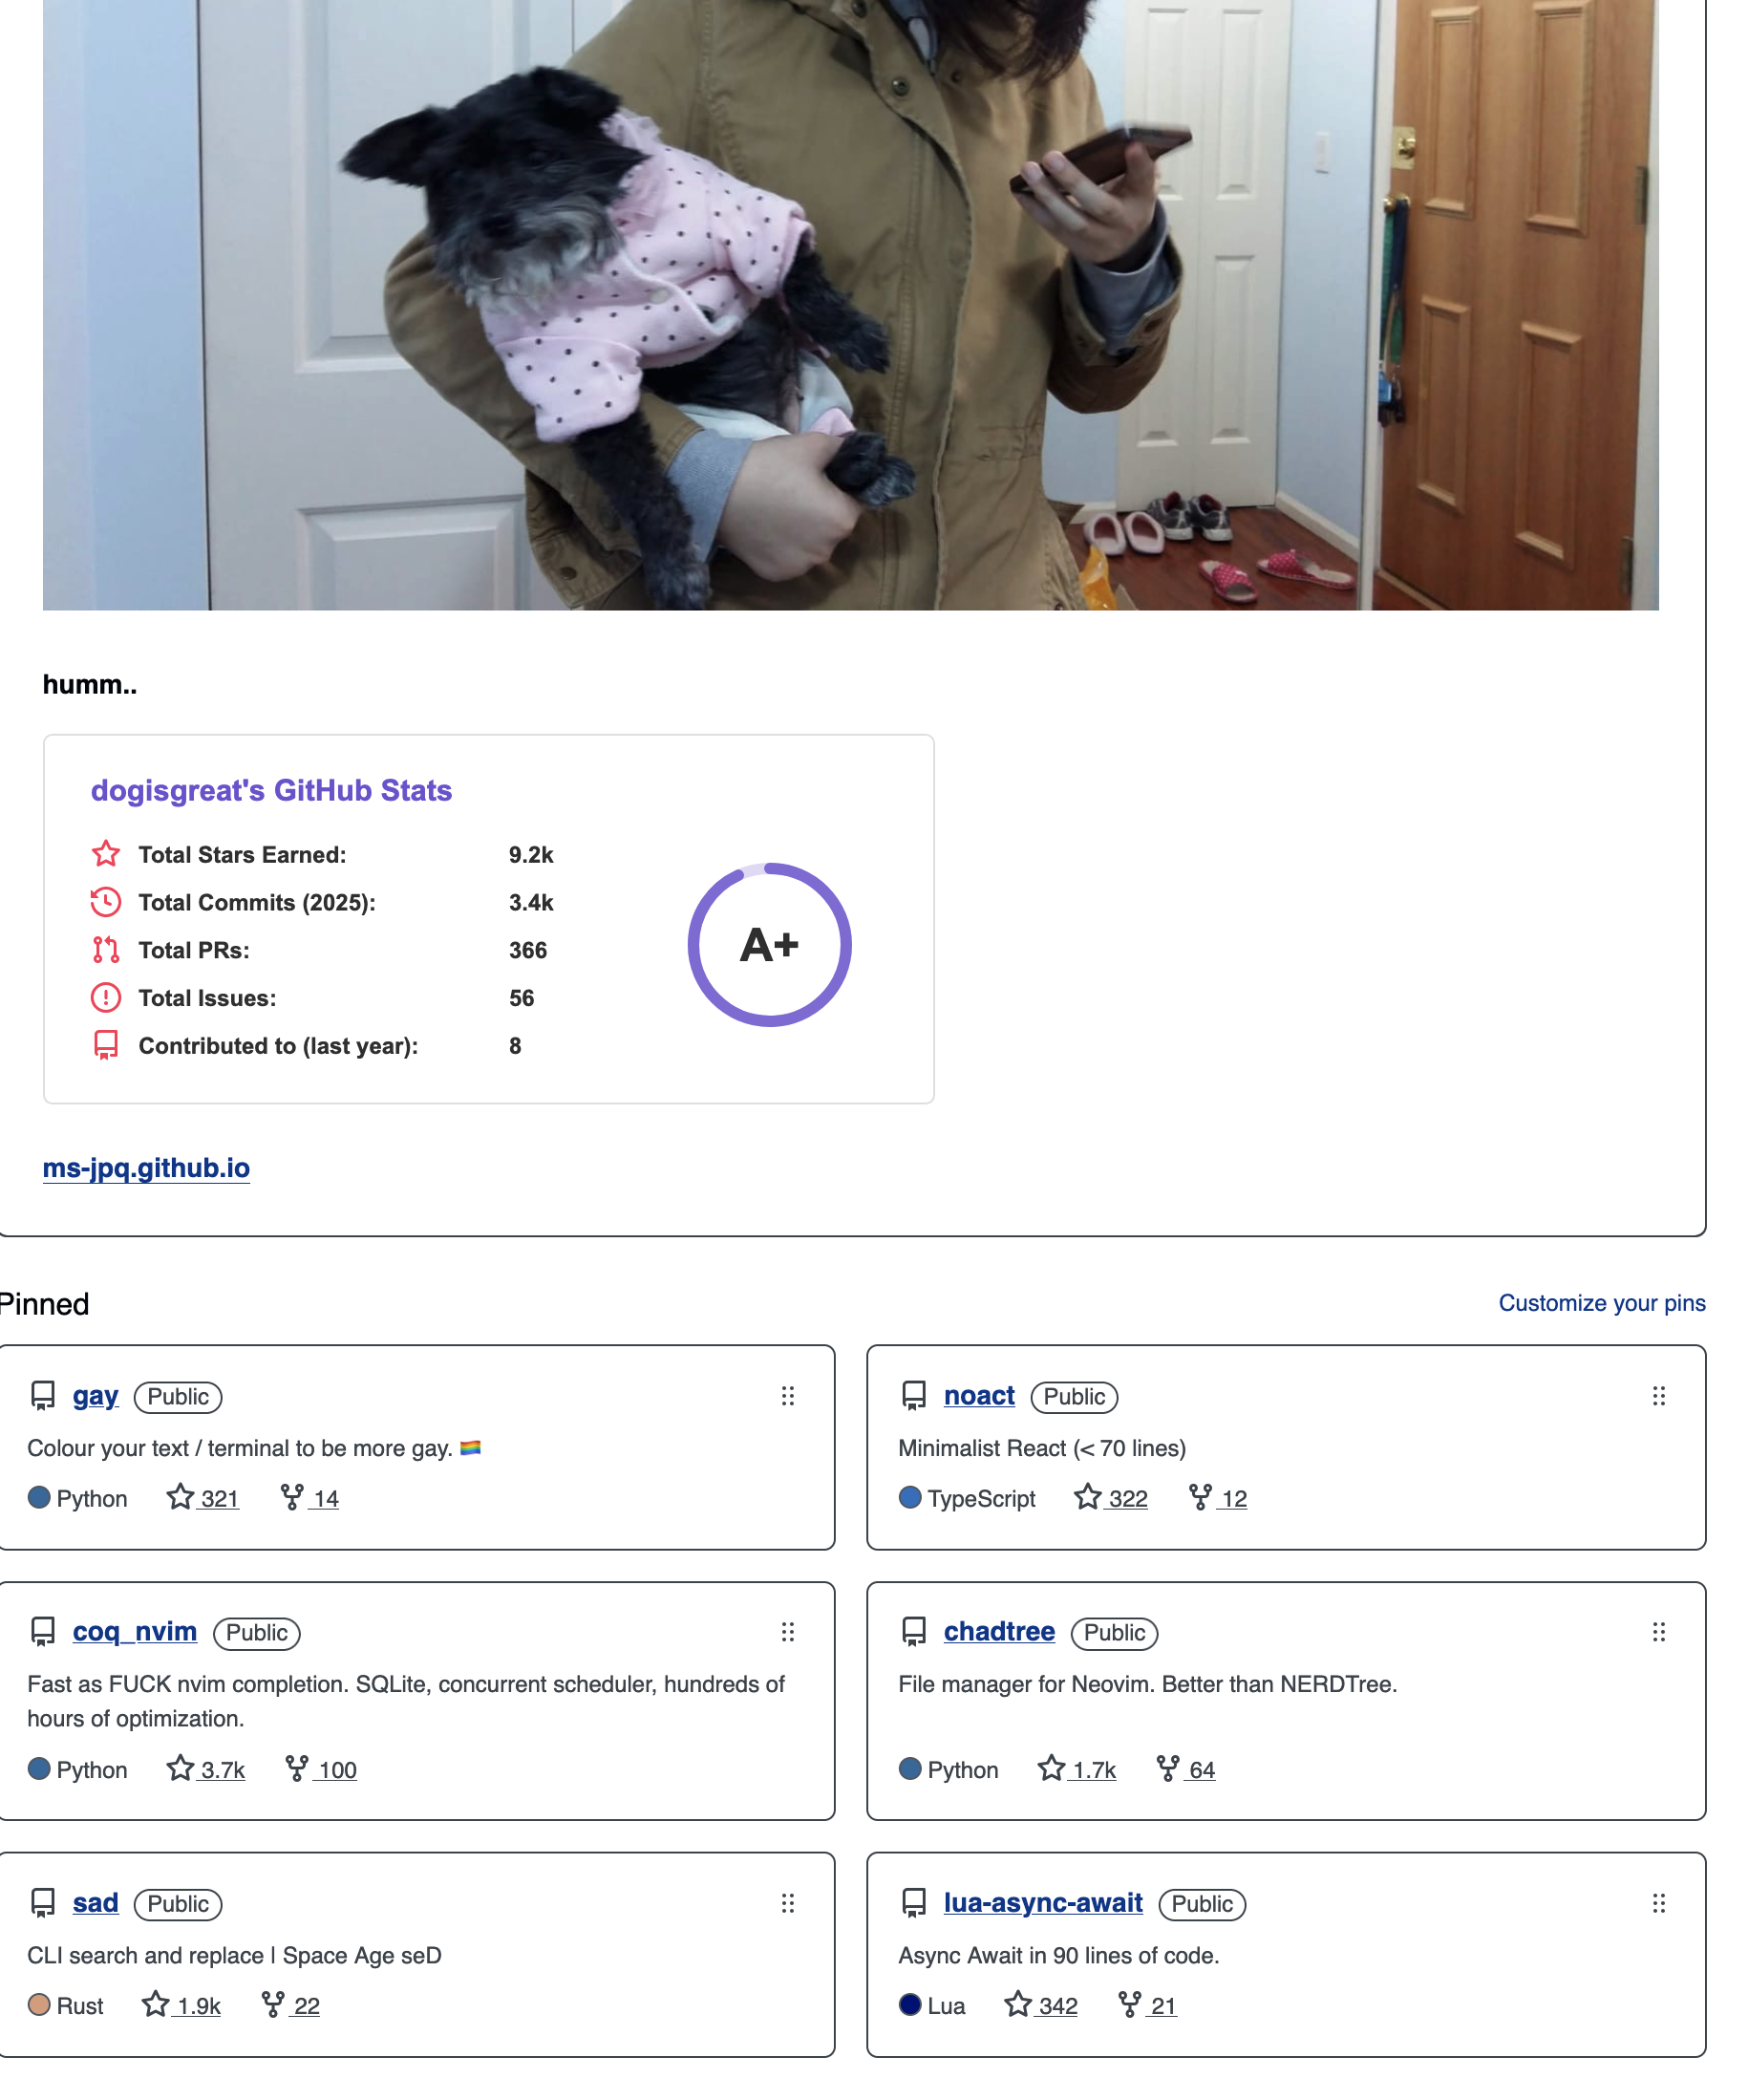 humm..
dogisgreat's GitHub Stats
Total Stars Earned: 9.2k
Total Commits (2025): 3.4k
Total PRs: 366
Total Issues: 56
Contributed to (last year): 8
A+
ms-jpq.github.io
Pinned
Customize your pins
gay Public
Colour your text / terminal to be more gay. 🏳️‍🌈
Python 321 14
noact Public
Minimalist React (< 70 lines)
TypeScript 322 12
coq_nvim Public
Fast as FUCK nvim completion. SQLite, concurrent scheduler, hundreds of
hours of optimization.
Python 3.7k 100
chadtree Public
File manager for Neovim. Better than NERDTree.
Python 1.7k 64
sad Public
CLI search and replace | Space Age seD
Rust 1.9k 22
lua-async-await Public
Async Await in 90 lines of code.
Lua 342 21